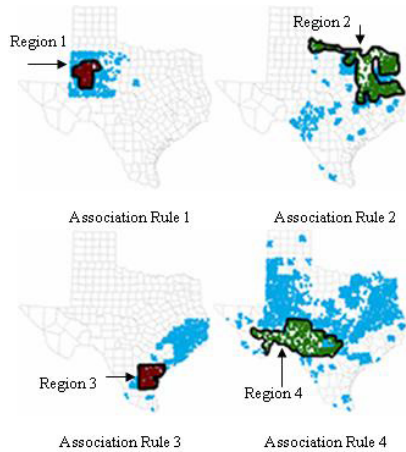 Region 1
Region 2
Association Rule 1
Association Rule 2
Region 3
Region 4
Association Rule 3
Association Rule 4